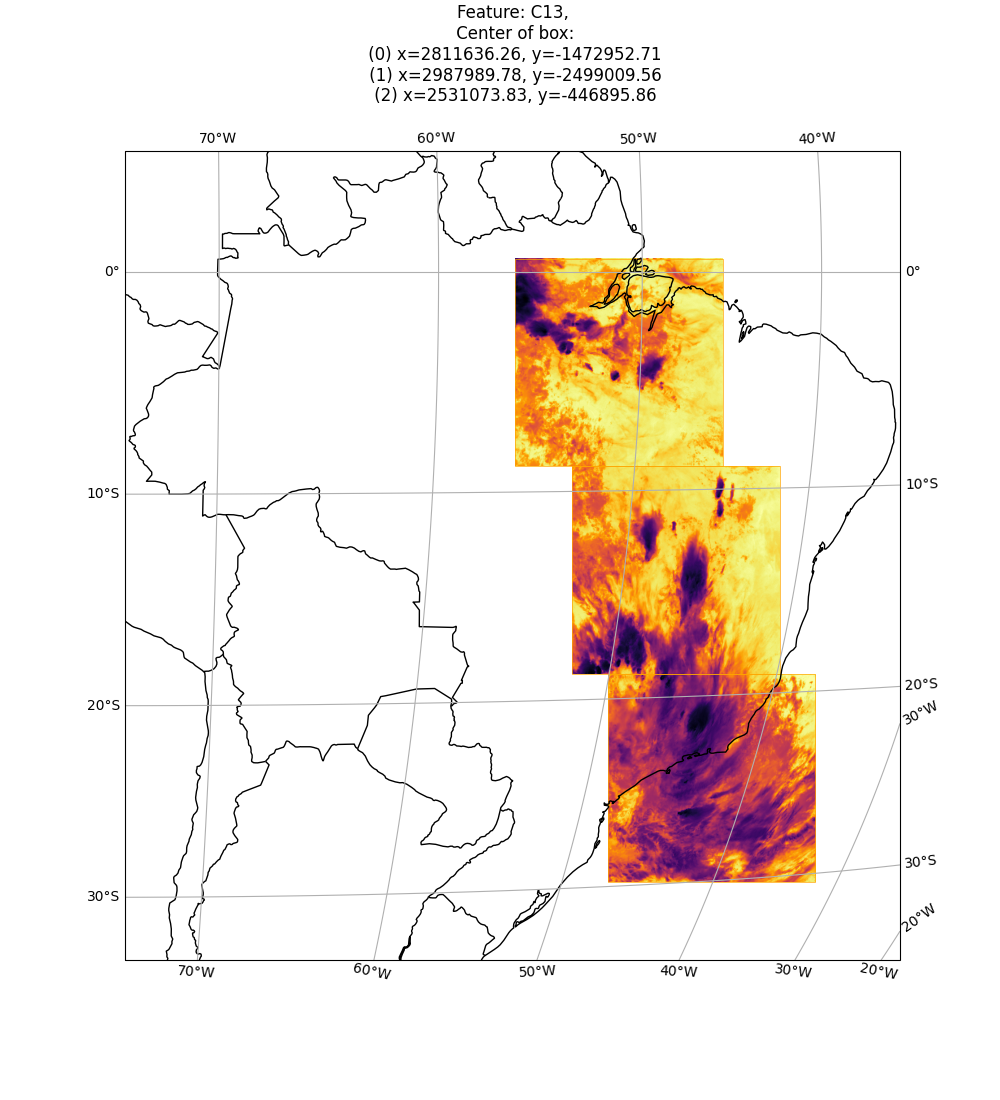 Feature: C13,
Center of box:
(0) x=2811636.26, y=-1472952.71
(1) x=2987989.78, y=-2499009.56
(2) x=2531073.83, y=-446895.86
70°W 60°W 50°W 40°W
0° 0°
10°S 10°S
20°S 20°S
30°W
30°S 30°S
20°W
70°W 60°W 50°W 40°W 30°W 20°W